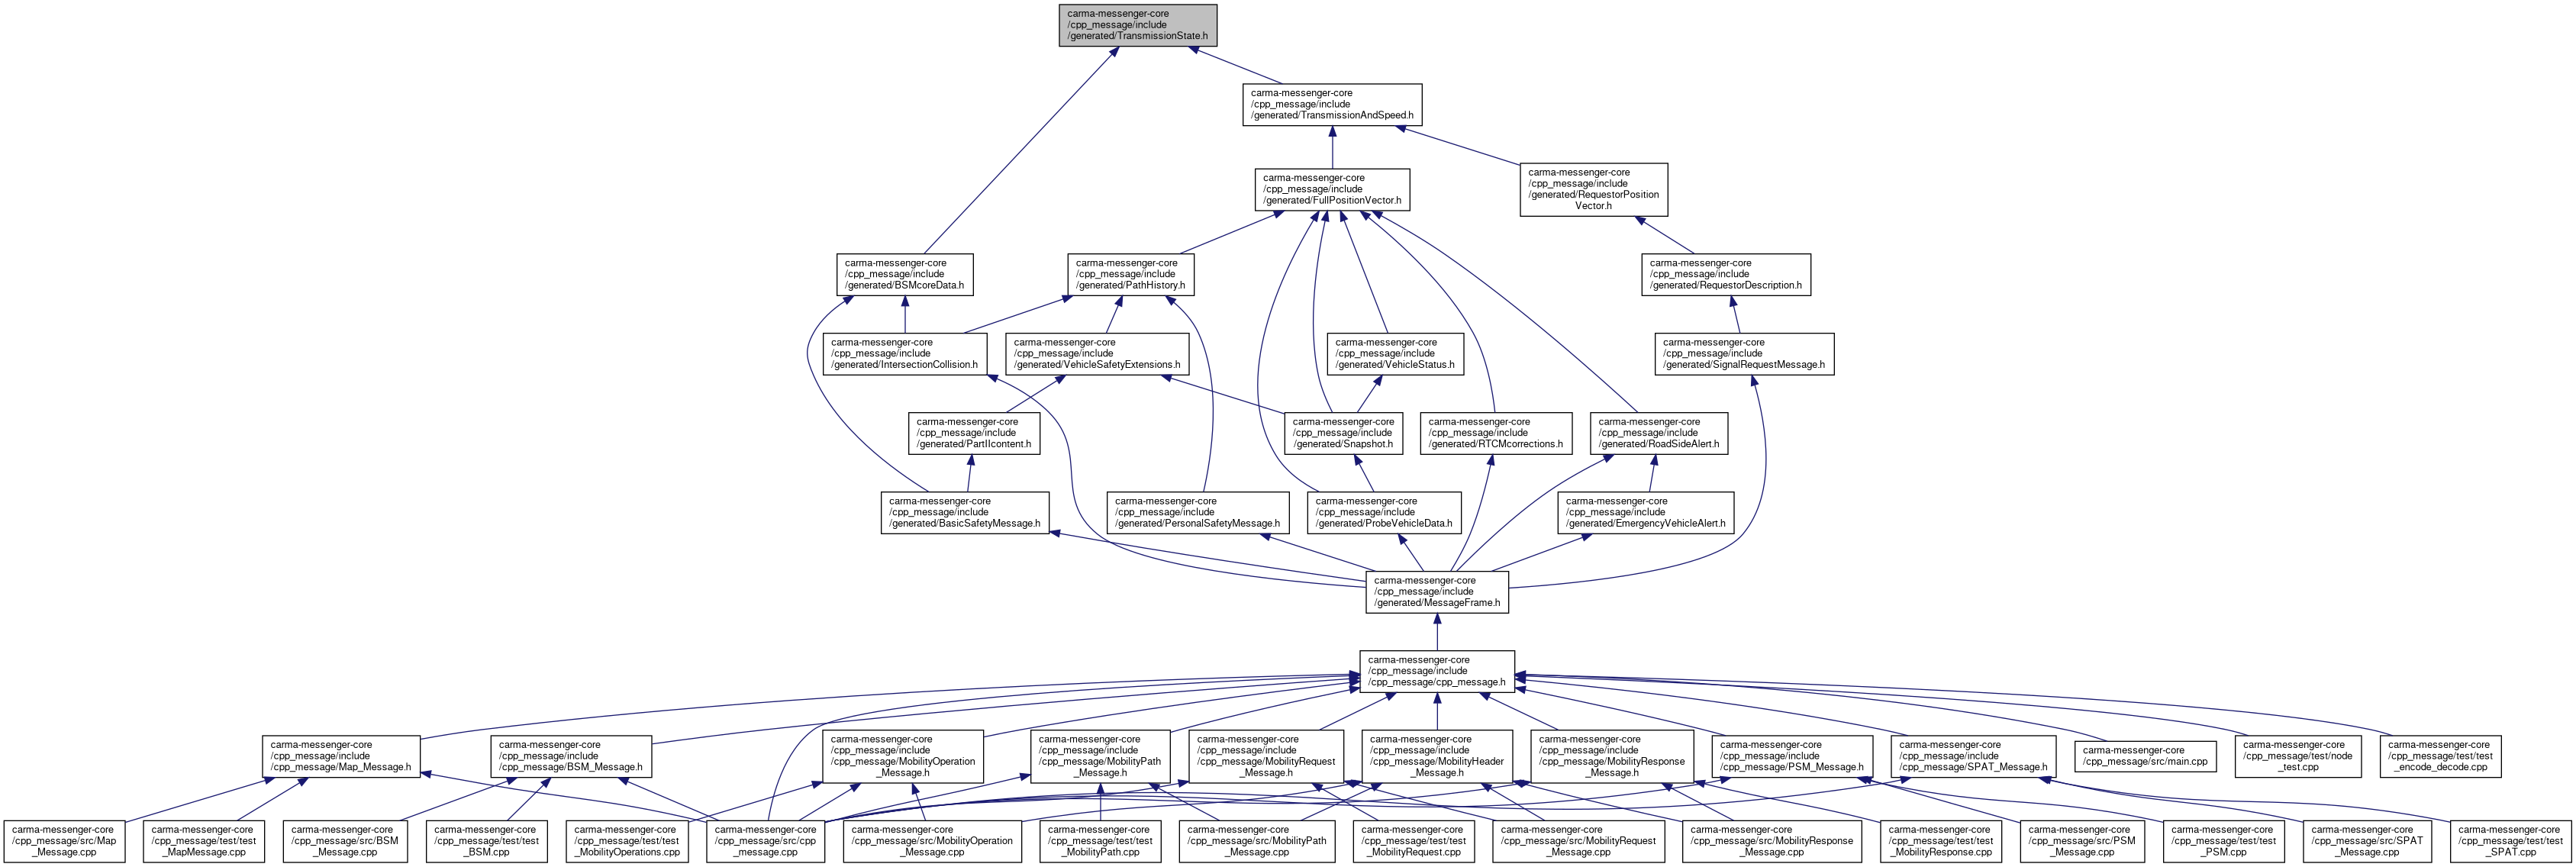 carma-messenger-core
/cpp_message/include
/generated/TransmissionState.h
carma-messenger-core
/cpp_message/include
/generated/TransmissionAndSpeed.h
carma-messenger-core
/cpp_message/include
/generated/FullPositionVector.h
carma-messenger-core
/cpp_message/include
/generated/RequestorPosition
Vector.h
carma-messenger-core
/cpp_message/include
/generated/BSMcoreData.h
carma-messenger-core
/cpp_message/include
/generated/PathHistory.h
carma-messenger-core
/cpp_message/include
/generated/RequestorDescription.h
carma-messenger-core
/cpp_message/include
/generated/IntersectionCollision.h
carma-messenger-core
/cpp_message/include
/generated/VehicleSafetyExtensions.h
carma-messenger-core
/cpp_message/include
/generated/VehicleStatus.h
carma-messenger-core
/cpp_message/include
/generated/SignalRequestMessage.h
carma-messenger-core
/cpp_message/include
/generated/PartIIcontent.h
carma-messenger-core
/cpp_message/include
/generated/Snapshot.h
carma-messenger-core
/cpp_message/include
/generated/RTCMcorrections.h
carma-messenger-core
/cpp_message/include
/generated/RoadSideAlert.h
carma-messenger-core
/cpp_message/include
/generated/BasicSafetyMessage.h
carma-messenger-core
/cpp_message/include
/generated/PersonalSafetyMessage.h
carma-messenger-core
/cpp_message/include
/generated/ProbeVehicleData.h
carma-messenger-core
/cpp_message/include
/generated/EmergencyVehicleAlert.h
carma-messenger-core
/cpp_message/include
/generated/MessageFrame.h
carma-messenger-core
/cpp_message/include
/cpp_message/cpp_message.h
carma-messenger-core
/cpp_message/include
/cpp_message/Map_Message.h
carma-messenger-core
/cpp_message/include
/cpp_message/BSM_Message.h
carma-messenger-core
/cpp_message/include
/cpp_message/MobilityOperation
_Message.h
carma-messenger-core
/cpp_message/include
/cpp_message/MobilityPath
_Message.h
carma-messenger-core
/cpp_message/include
/cpp_message/MobilityRequest
_Message.h
carma-messenger-core
/cpp_message/include
/cpp_message/MobilityHeader
_Message.h
carma-messenger-core
/cpp_message/include
/cpp_message/MobilityResponse
_Message.h
carma-messenger-core
/cpp_message/include
/cpp_message/PSM_Message.h
carma-messenger-core
/cpp_message/include
/cpp_message/SPAT_Message.h
carma-messenger-core
/cpp_message/src/main.cpp
carma-messenger-core
/cpp_message/test/node
_test.cpp
carma-messenger-core
/cpp_message/test/test
_encode_decode.cpp
carma-messenger-core
/cpp_message/src/Map
_Message.cpp
carma-messenger-core
/cpp_message/test/test
_MapMessage.cpp
carma-messenger-core
/cpp_message/src/BSM
_Message.cpp
carma-messenger-core
/cpp_message/test/test
_BSM.cpp
carma-messenger-core
/cpp_message/test/test
_MobilityOperations.cpp
carma-messenger-core
/cpp_message/src/cpp
_message.cpp
carma-messenger-core
/cpp_message/src/MobilityOperation
_Message.cpp
carma-messenger-core
/cpp_message/test/test
_MobilityPath.cpp
carma-messenger-core
/cpp_message/src/MobilityPath
_Message.cpp
carma-messenger-core
/cpp_message/test/test
_MobilityRequest.cpp
carma-messenger-core
/cpp_message/src/MobilityRequest
_Message.cpp
carma-messenger-core
/cpp_message/src/MobilityResponse
_Message.cpp
carma-messenger-core
/cpp_message/test/test
_MobilityResponse.cpp
carma-messenger-core
/cpp_message/src/PSM
_Message.cpp
carma-messenger-core
/cpp_message/test/test
_PSM.cpp
carma-messenger-core
/cpp_message/src/SPAT
_Message.cpp
carma-messenger-core
/cpp_message/test/test
_SPAT.cpp